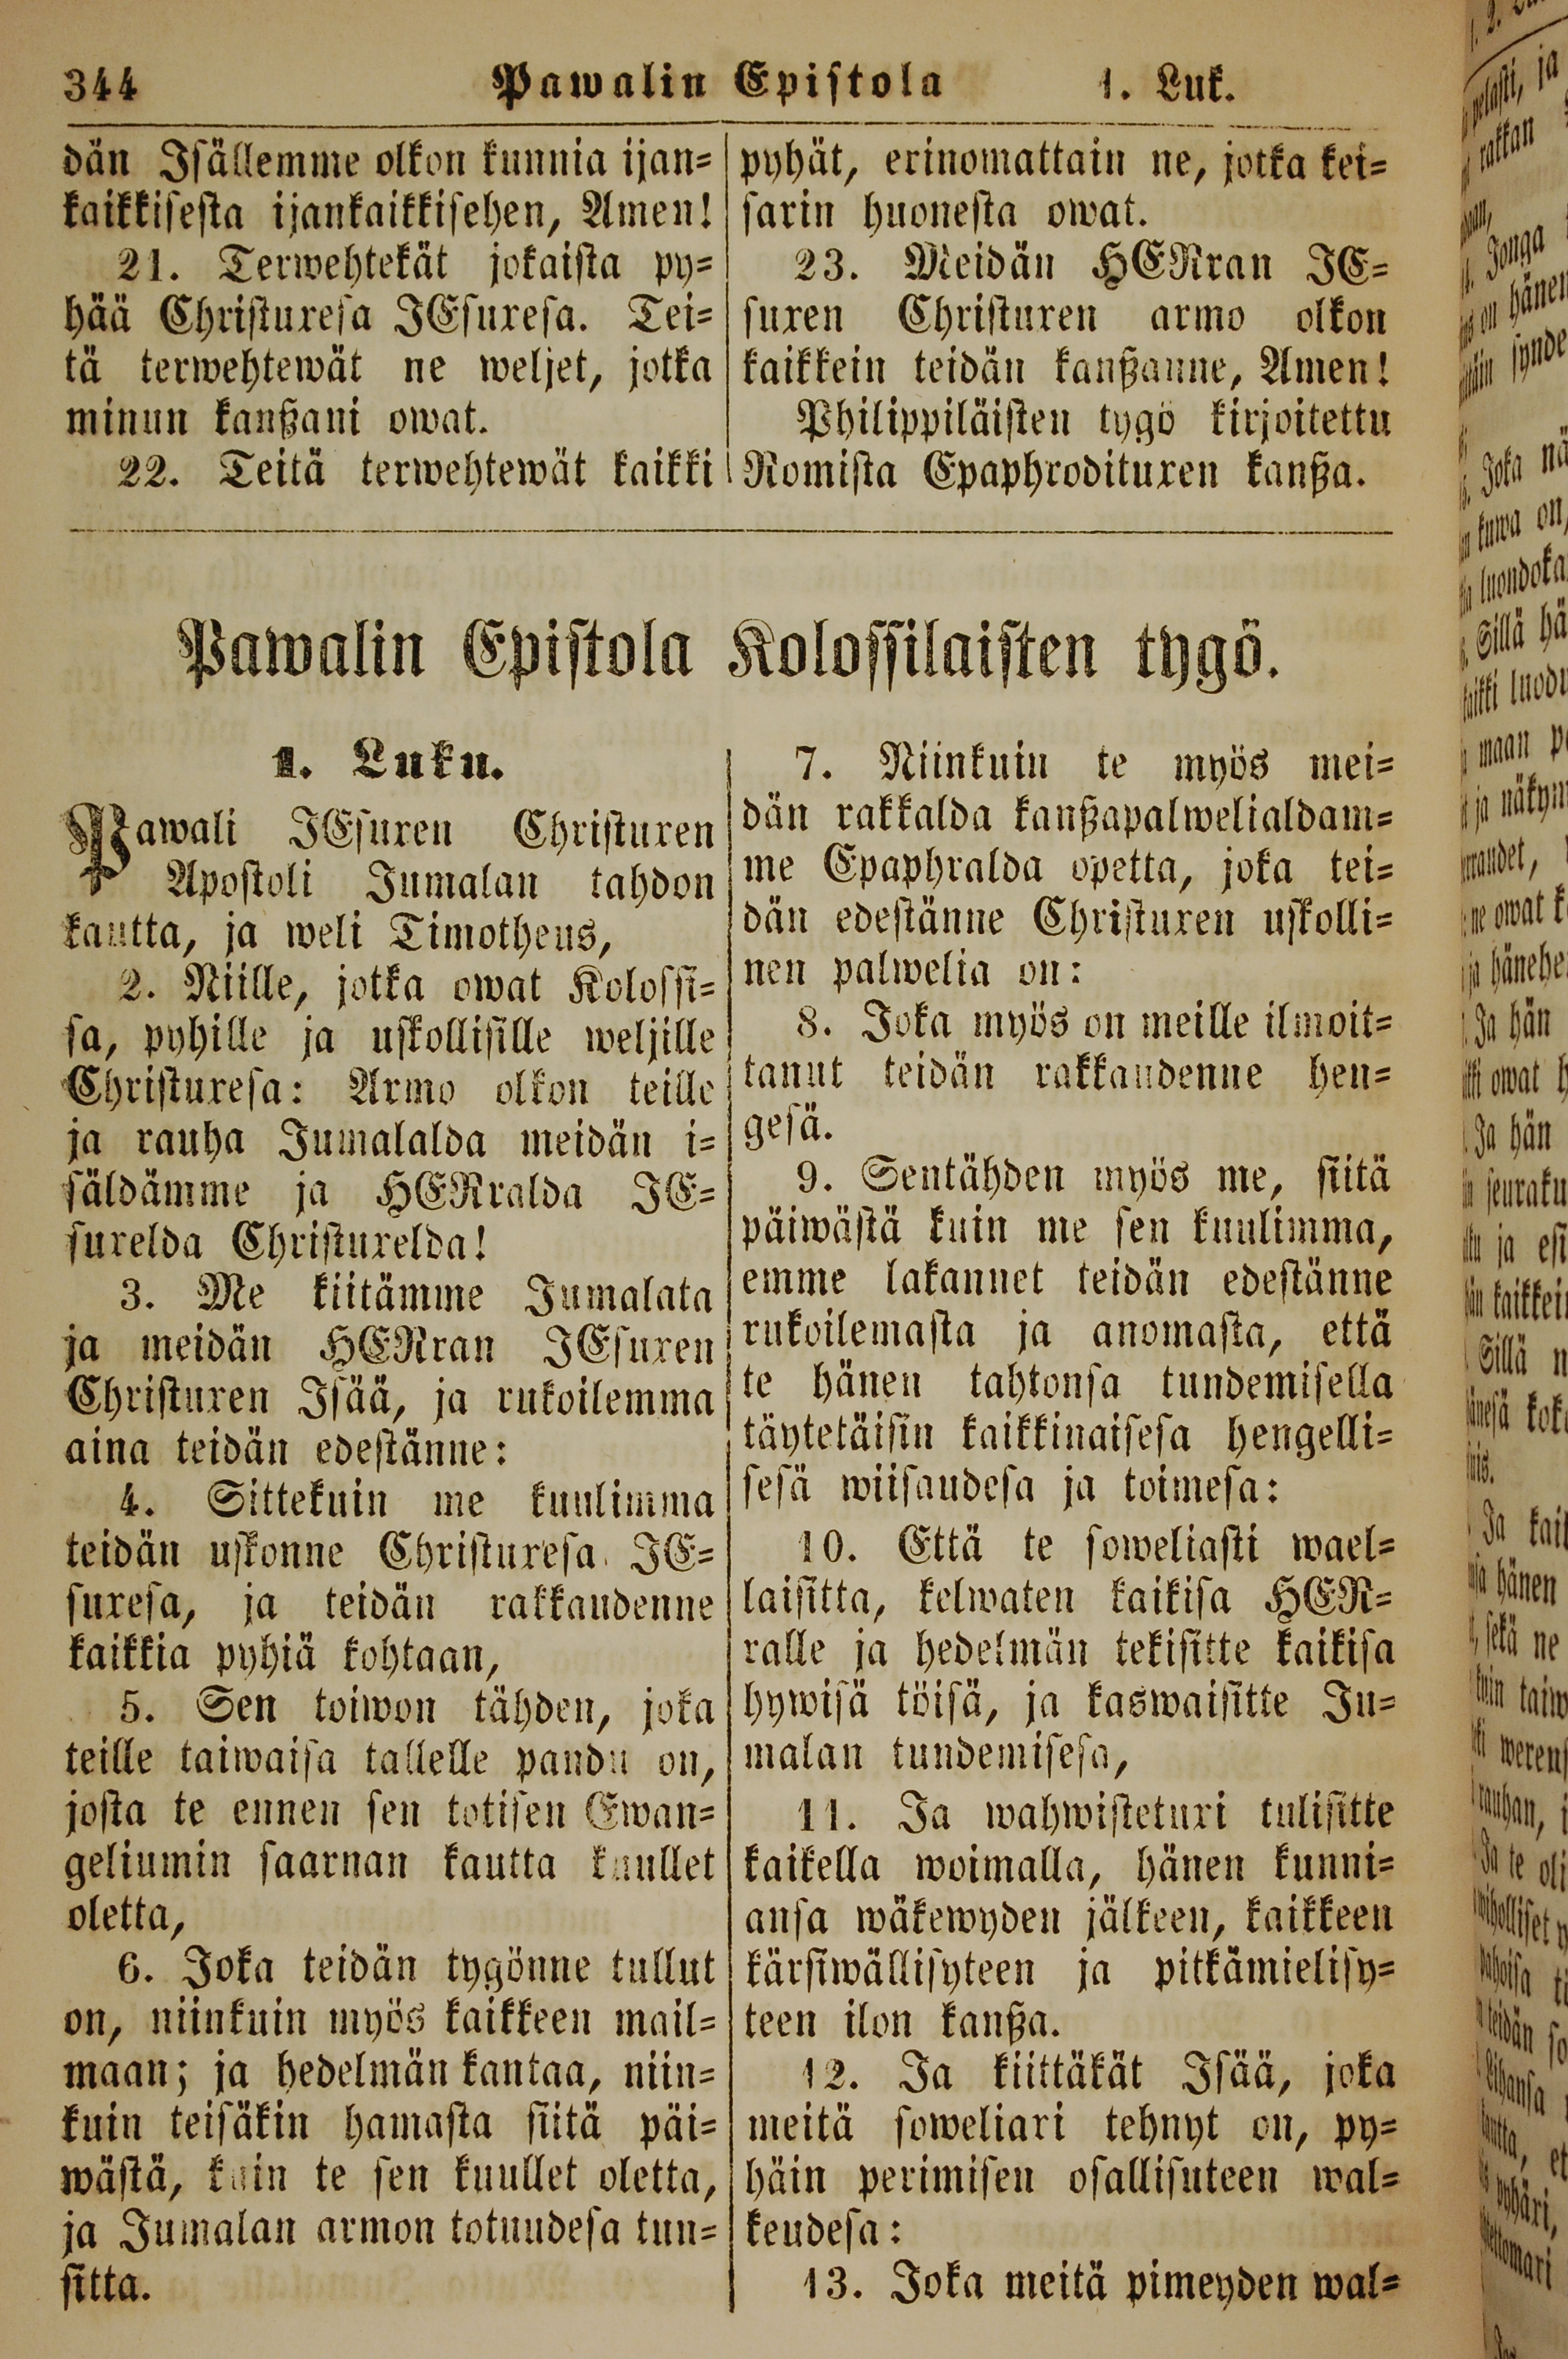 344 Pawalin Epistola 1. Luk.
dän Isällemme olkon kunnia ijan=
kaikkisesta ijankaikkisehen, Amen!
21. Terwehtekät jokaista py=
hää Christuxesa JEsuxesa. Tei=
tä terwehtewät ne weljet, jotka
minun kanßani owat.
22. Teitä terwehtewät kaikki
pyhät, erinomattain ne, jotka kei=
sarin huonesta owat.
23. Meidän HERran JE=
suxen Christuxen armo olkon
kaikkein teidän kanßanne, Amen!
Philippiläisten tygö kirjoitettu
Romista Epaphrodituxen kanßa.
Pawalin Epistola Kolossilaisten tygö.
1. Luku.
Pawali JEsuxen Christuxen
Apostoli Jumalan tahdon
kautta, ja weli Timotheus,
2. Niille, jotka owat Kolossi=
sa, pyhille ja uskollisille weljille
Christuxesa: Armo olkon teille
ja rauha Jumalalda meidän i=
säldämme ja HERralda JE=
suxelda Christuxelda!
3. Me kiitämme Jumalata
ja meidän HERran JEsuxen
Christuxen Isää, ja rukoilemma
aina teidän edestänne:
4. Sittekuin me kuulimma
teidän uskonne Christuxesa JE=
suxesa, ja teidän rakkaudenne
kaikkia pyhiä kohtaan,
5. Sen toiwon tähden, joka
teille taiwaisa tallelle pandu on,
josta te ennen sen totisen Ewan=
geliumin saarnan kautta kuullet
oletta,
6. Joka teidän tygönne tullut
on, niinkuin myös kaikkeen mail=
maan; ja hedelmän kantaa, niin=
kuin teisäkin hamasta siitä päi=
wästä, kuin te sen kuullet oletta,
ja Jumalan armon totuudesa tun=
sitta.
7. Niinkuin te myös mei=
dän rakkalda kanßapalwelialdam=
me Epaphralda opetta, joka tei=
dän edestänne Christuxen uskolli=
nen palwelia on:
8. Joka myös on meille ilmoit=
tanut teidän rakkaudenne hen=
gesä.
9. Sentähden myös me, siitä
päiwästä kuin me sen kuulimma,
emme lakannet teidän edestänne
rukoilemasta ja anomasta, että
te hänen tahtonsa tundemisella
täytetäisin kaikkinaisesa hengelli=
sesä wiisaudesa ja toimesa:
10. Että te soweliasti wael=
laisitta, kelwaten kaikisa HER=
ralle ja hedelmän tekisitte kaikisa
hywisä töisä, ja kaswaisitte Ju=
malan tundemisesa,
11. Ja wahwistetuxi tulisitte
kaikella woimalla, hänen kunni=
ansa wäkewyden jälkeen, kaikkeen
kärsiwällisyteen ja pitkämielisy=
teen ilon kanßa.
12. Ja kiittäkät Isää, joka
meitä soweliaxi tehnyt on, py=
häin perimisen osallisuteen wal=
keudesa:
13. Joka meitä pimeyden wal=